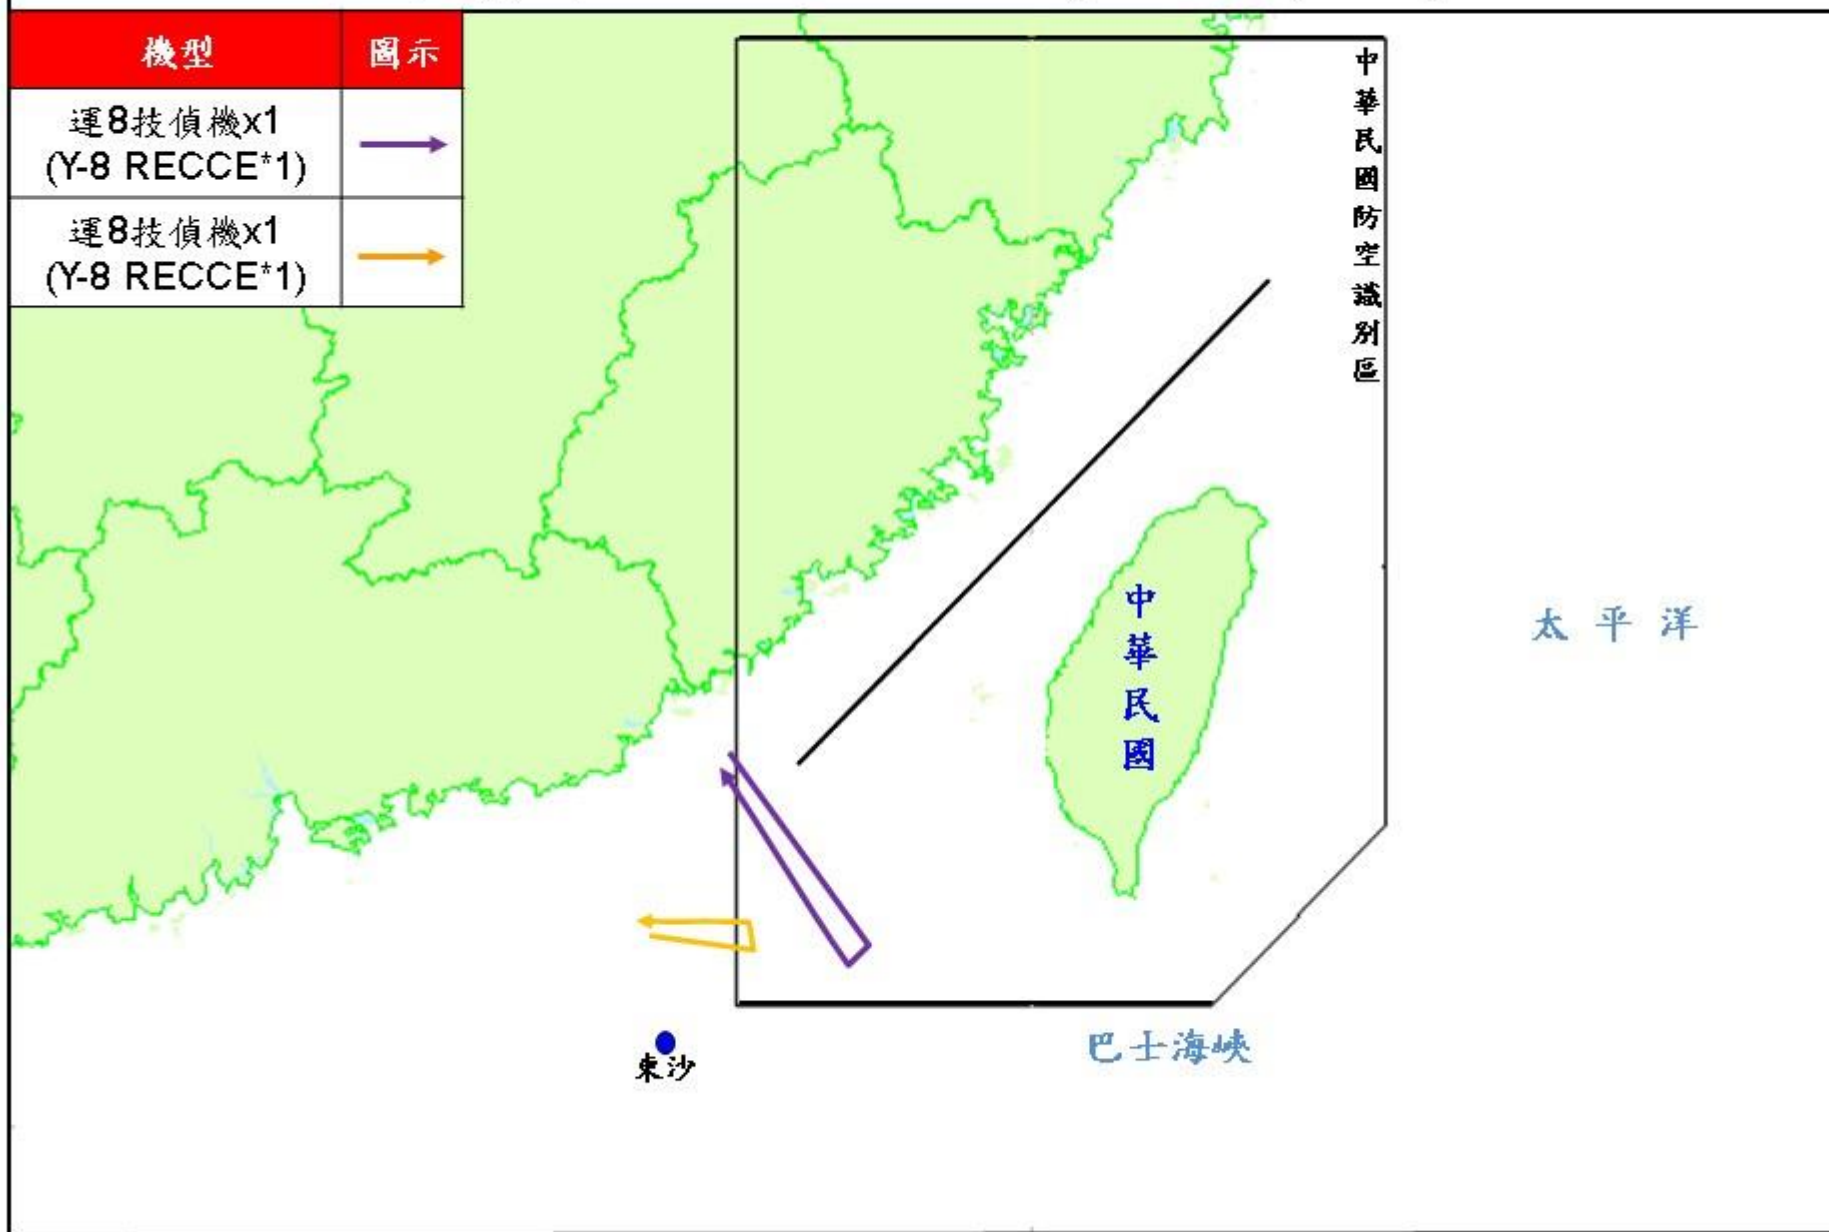 機型 圖示
運8技偵機x1
(Y-8 RECCE*1)
運8技偵機x1
(Y-8 RECCE*1)
中華民國防空識別區
中華民國
太平洋
巴士海峽
東沙